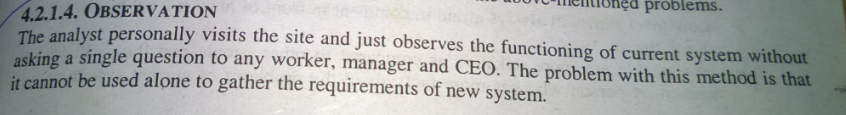 problems.
4.2.1.4. OBSERVATION
The analyst personally visits the site and just observes the functioning of current system without
asking a single question to any worker, manager and CEO. The problem with this method is that
it cannot be used alone to gather the requirements of new system.